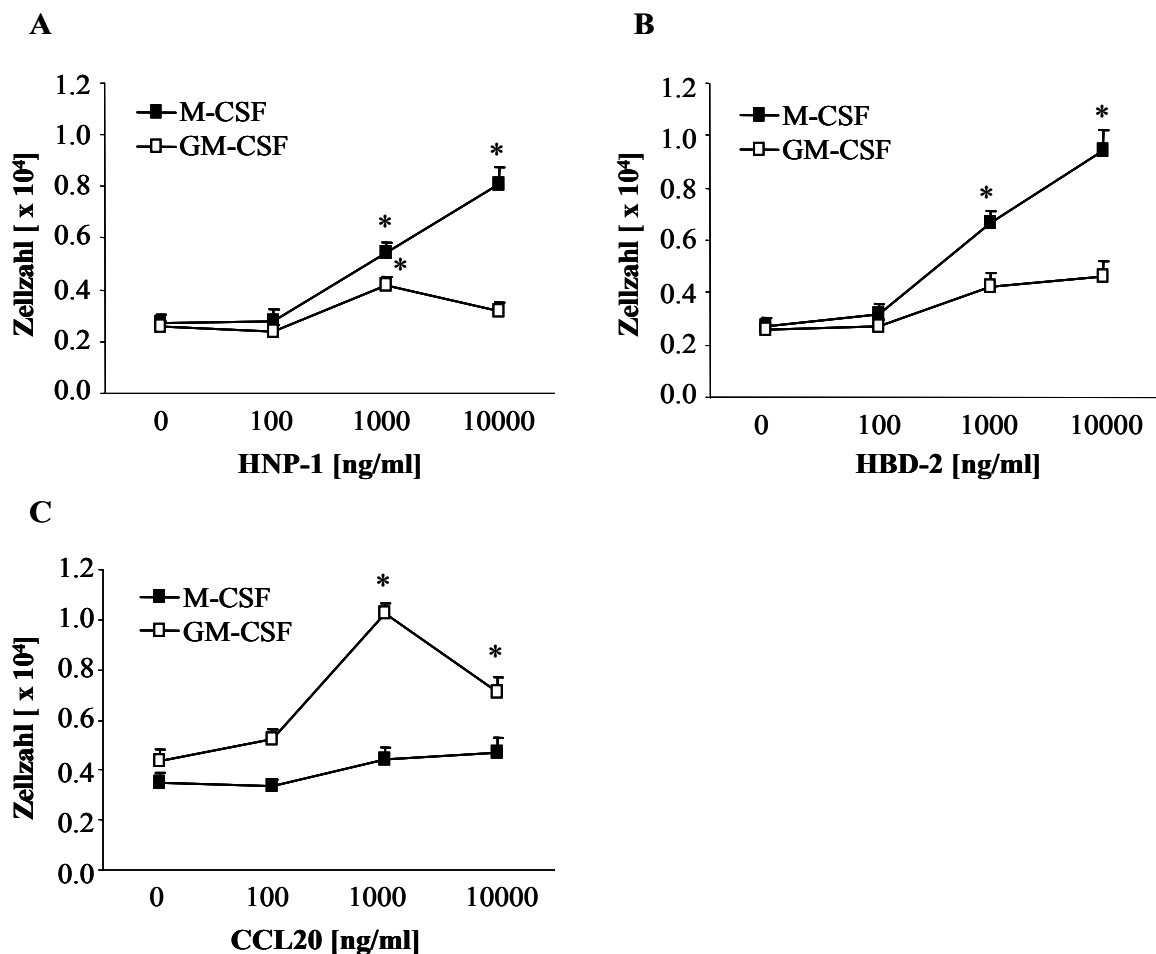 A
Zellzahl [ x 10⁴]
1.2
1.0
0.8
0.6
0.4
0.2
0.0
M-CSF
GM-CSF
*
*
*
0 100 1000 10000
HNP-1 [ng/ml]
B
Zellzahl [ x 10⁴]
1.2
1.0
0.8
0.6
0.4
0.2
0.0
M-CSF
GM-CSF
*
*
0 100 1000 10000
HBD-2 [ng/ml]
C
Zellzahl [ x 10⁴]
1.2
1.0
0.8
0.6
0.4
0.2
0.0
M-CSF
GM-CSF
*
*
0 100 1000 10000
CCL20 [ng/ml]